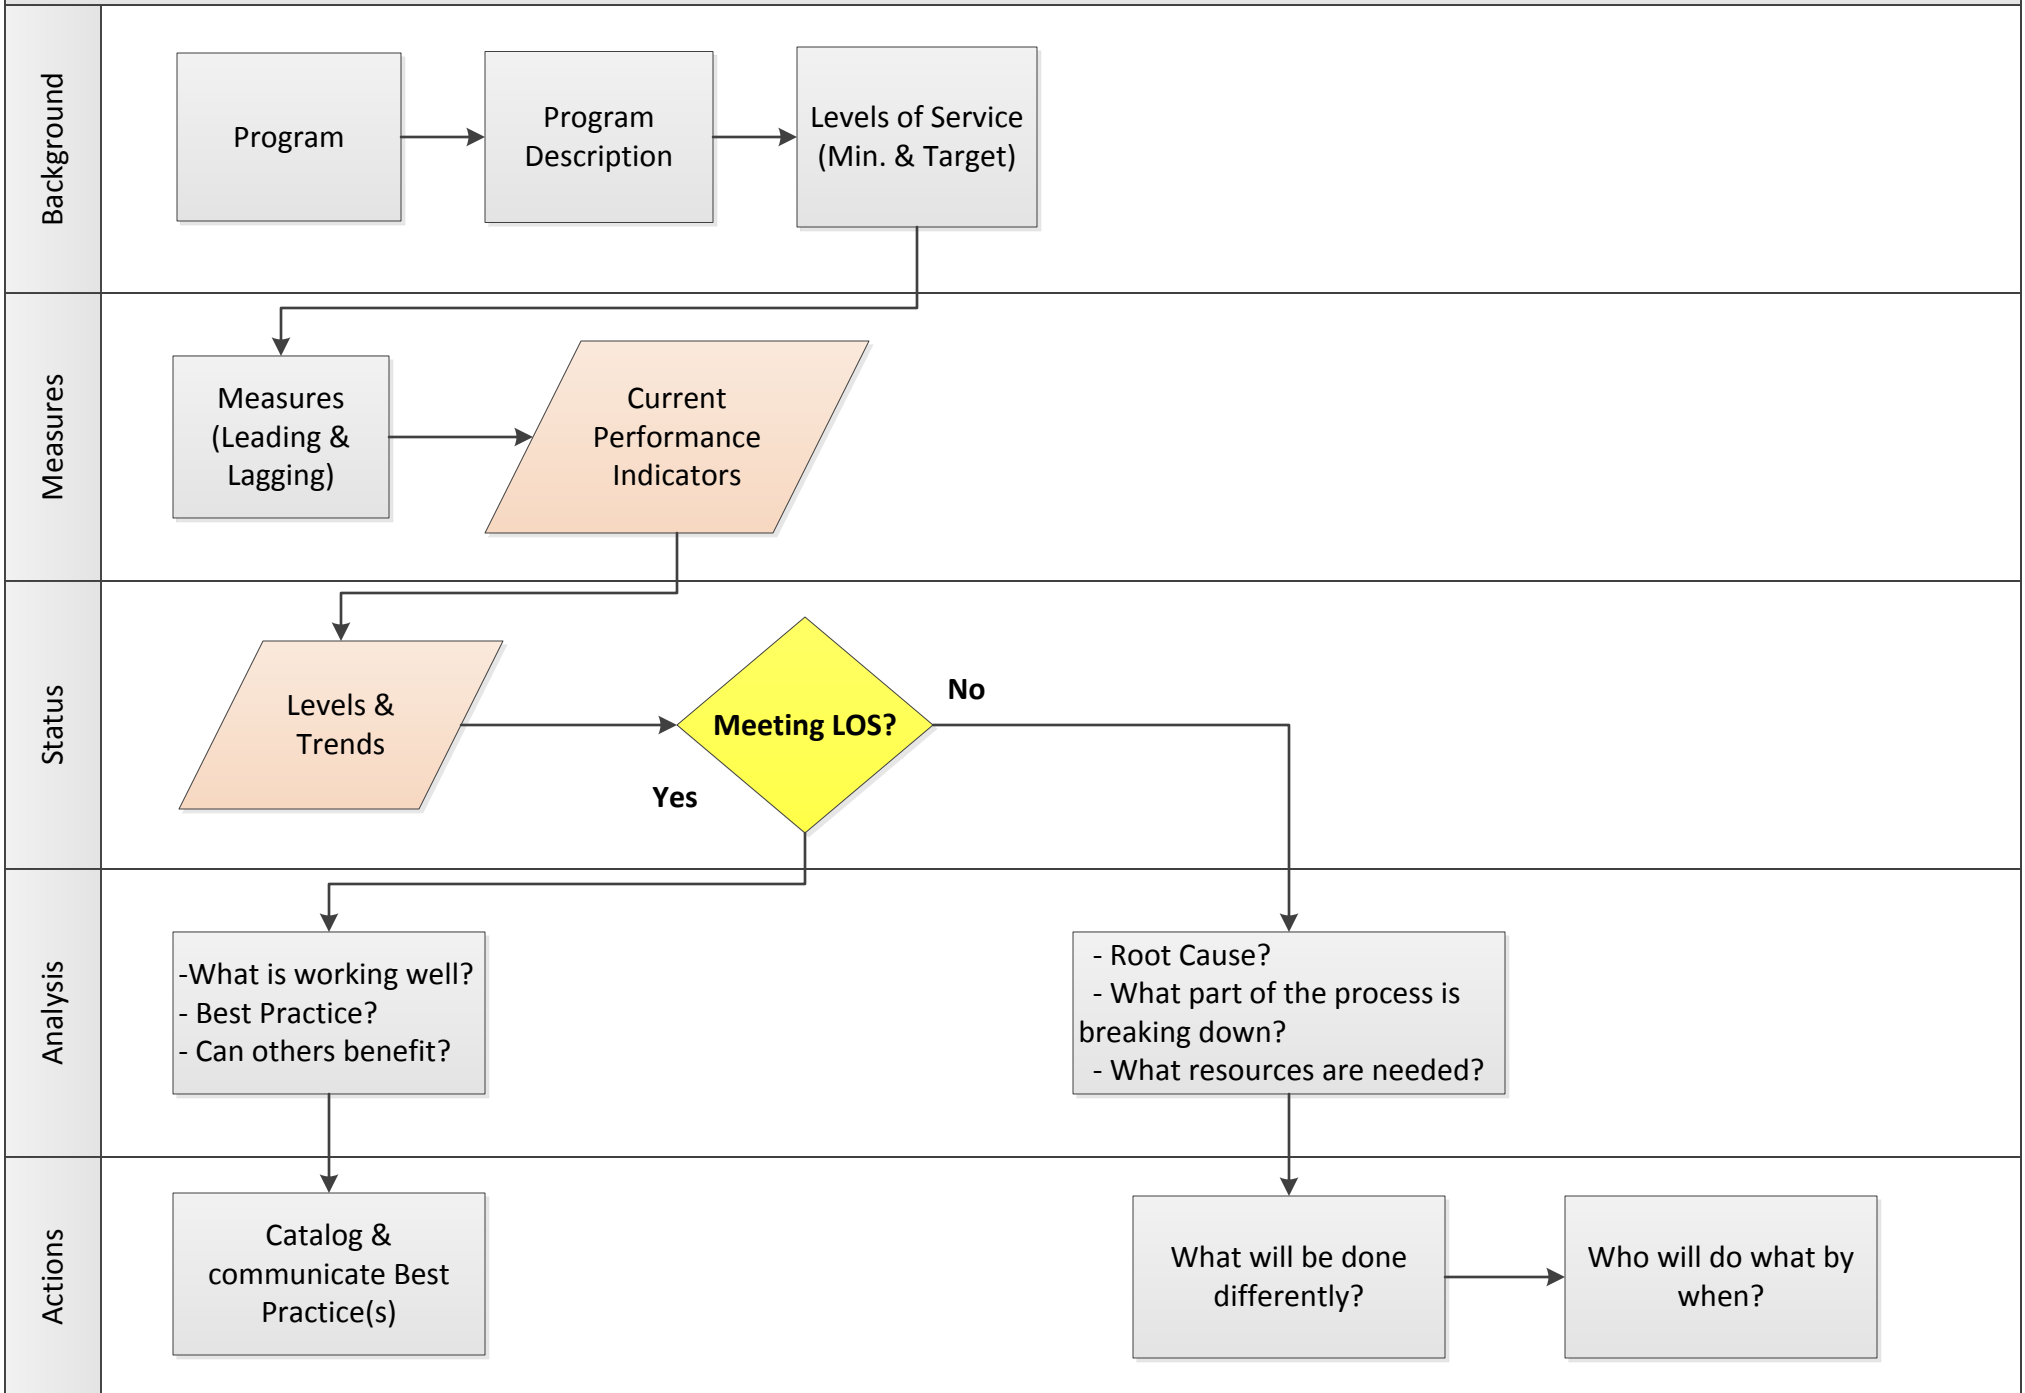 Background
Program
Program
Description
Levels of Service
(Min. & Target)
Measures
Measures
(Leading &
Lagging)
Current
Performance
Indicators
Status
Levels &
Trends
Meeting LOS?
No
Yes
Analysis
-What is working well?
- Best Practice?
- Can others benefit?
- Root Cause?
- What part of the process is
breaking down?
- What resources are needed?
Actions
Catalog &
communicate Best
Practice(s)
What will be done
differently?
Who will do what by
when?